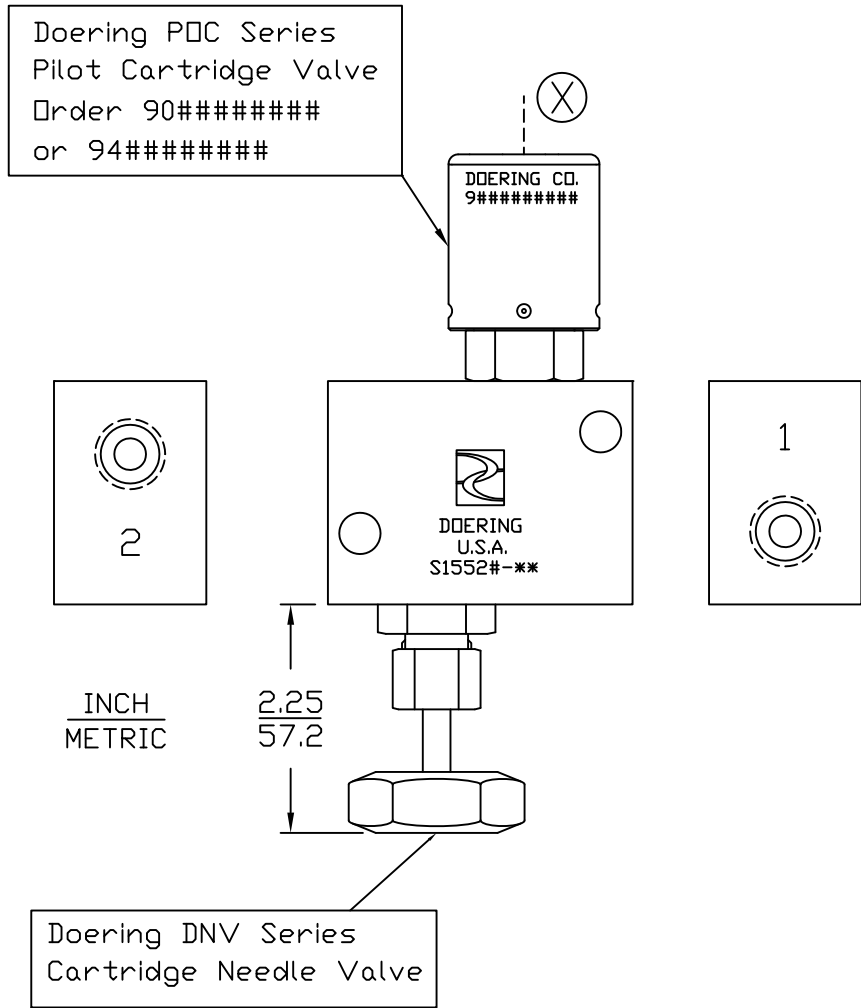 Doering POC Series
Pilot Cartridge Valve
Order 90########
or 94########
X
DOERING CO.
9#########
1
2
DOERING
U.S.A.
S1552#-**
INCH
METRIC
2.25
57.2
Doering DNV Series
Cartridge Needle Valve